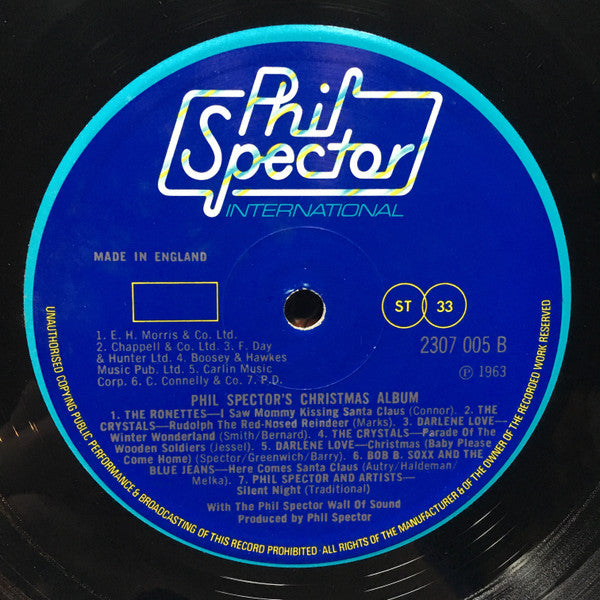 Phil
Spector
INTERNATIONAL
MADE IN ENGLAND
ST 33
1. E. H. Morris & Co. Ltd.
2. Chappell & Co. Ltd. 3. F. Day
& Hunter Ltd. 4. Boosey & Hawkes
Music Pub. Ltd. 5. Carlin Music
Corp. 6. C. Connelly & Co. 7. P.D.
2307 005 B
Ⓟ 1963
PHIL SPECTOR'S CHRISTMAS ALBUM
1. THE RONETTES—I Saw Mommy Kissing Santa Claus (Connor). 2. THE
CRYSTALS—Rudolph The Red-Nosed Reindeer (Marks). 3. DARLENE LOVE—
Winter Wonderland (Smith/Bernard). 4. THE CRYSTALS—Parade Of The
Wooden Soldiers (Jessel). 5. DARLENE LOVE—Christmas (Baby Please
Come Home) (Spector/Greenwich/Barry). 6. BOB B. SOXX AND THE
BLUE JEANS—Here Comes Santa Claus (Autry/Haldeman/
Melka). 7. PHIL SPECTOR AND ARTISTS—
Silent Night (Traditional)
With The Phil Spector Wall Of Sound
Produced by Phil Spector
UNAUTHORISED COPYING PUBLIC PERFORMANCE & BROADCASTING OF THIS RECORD PROHIBITED · ALL RIGHTS OF THE MANUFACTURER & OF THE OWNER OF THE RECORDED WORK RESERVED